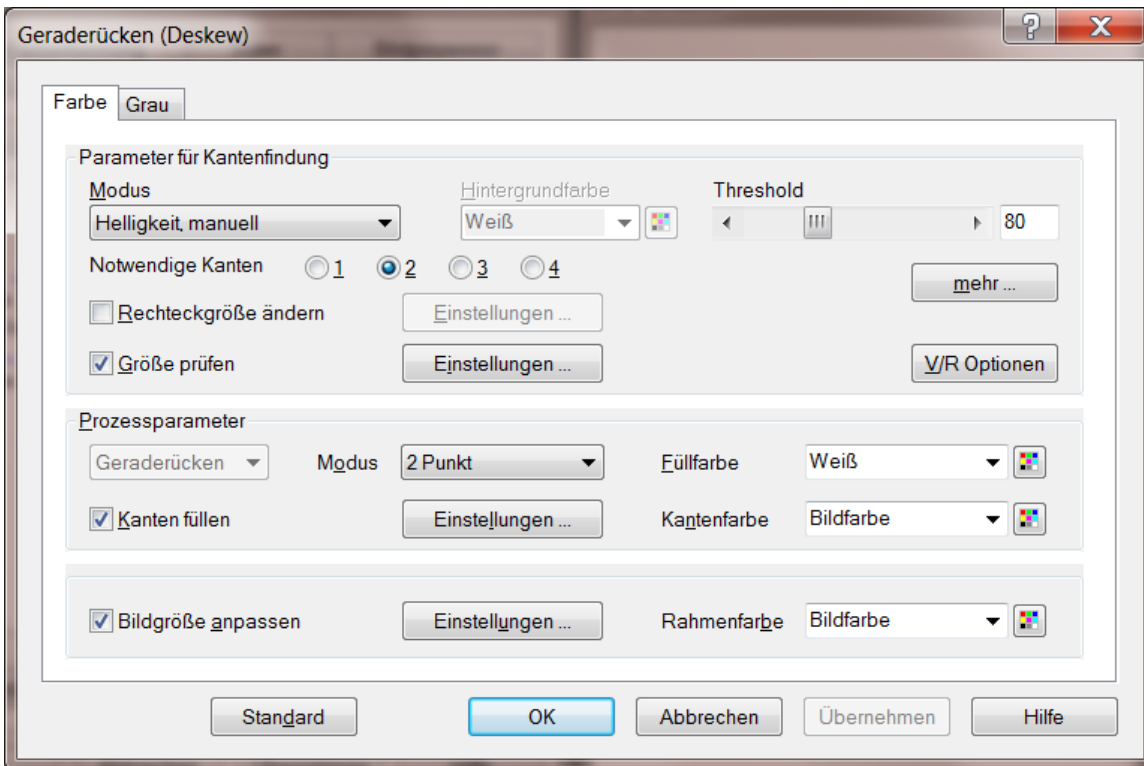 Geraderücken (Deskew)
Farbe Grau
Parameter für Kantenfindung
Modus Hintergrundfarbe Threshold
Helligkeit, manuell Weiß 80
Notwendige Kanten 1 2 3 4
mehr ...
Rechteckgröße ändern Einstellungen ...
Größe prüfen Einstellungen ... V/R Optionen
Prozessparameter
Geraderücken Modus 2 Punkt Füllfarbe Weiß
Kanten füllen Einstellungen ... Kantenfarbe Bildfarbe
Bildgröße anpassen Einstellungen ... Rahmenfarbe Bildfarbe
Standard OK Abbrechen Übernehmen Hilfe